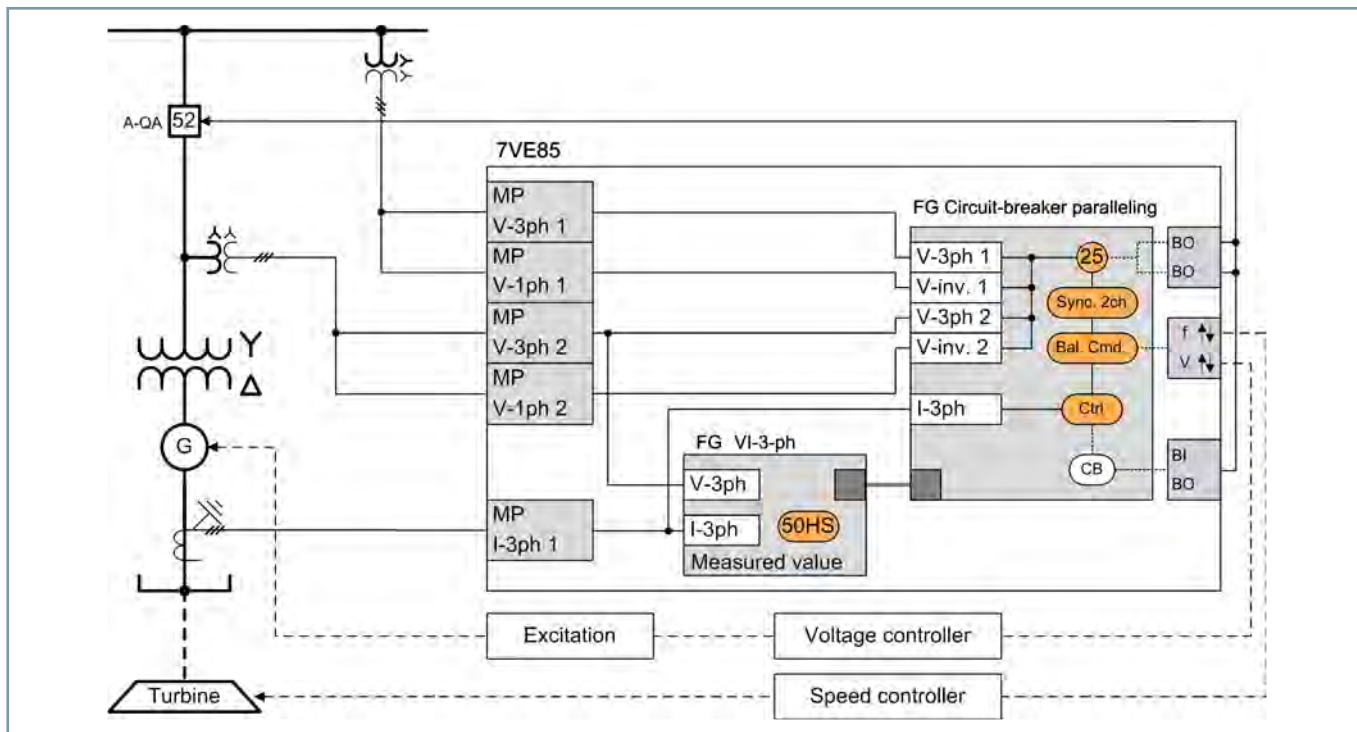 A-QA
52
7VE85
MP
V-3ph 1
MP
V-1ph 1
MP
V-3ph 2
MP
V-1ph 2
MP
I-3ph 1
FG VI-3-ph
V-3ph
I-3ph
50HS
Measured value
FG Circuit-breaker paralleling
V-3ph 1
V-inv. 1
V-3ph 2
V-inv. 2
I-3ph
25
Sync. 2ch
Bal. Cmd.
Ctrl
CB
BO
BO
f
V
BI
BO
Y
Y
Y
Y
Y
Δ
G
Turbine
Excitation
Voltage controller
Speed controller